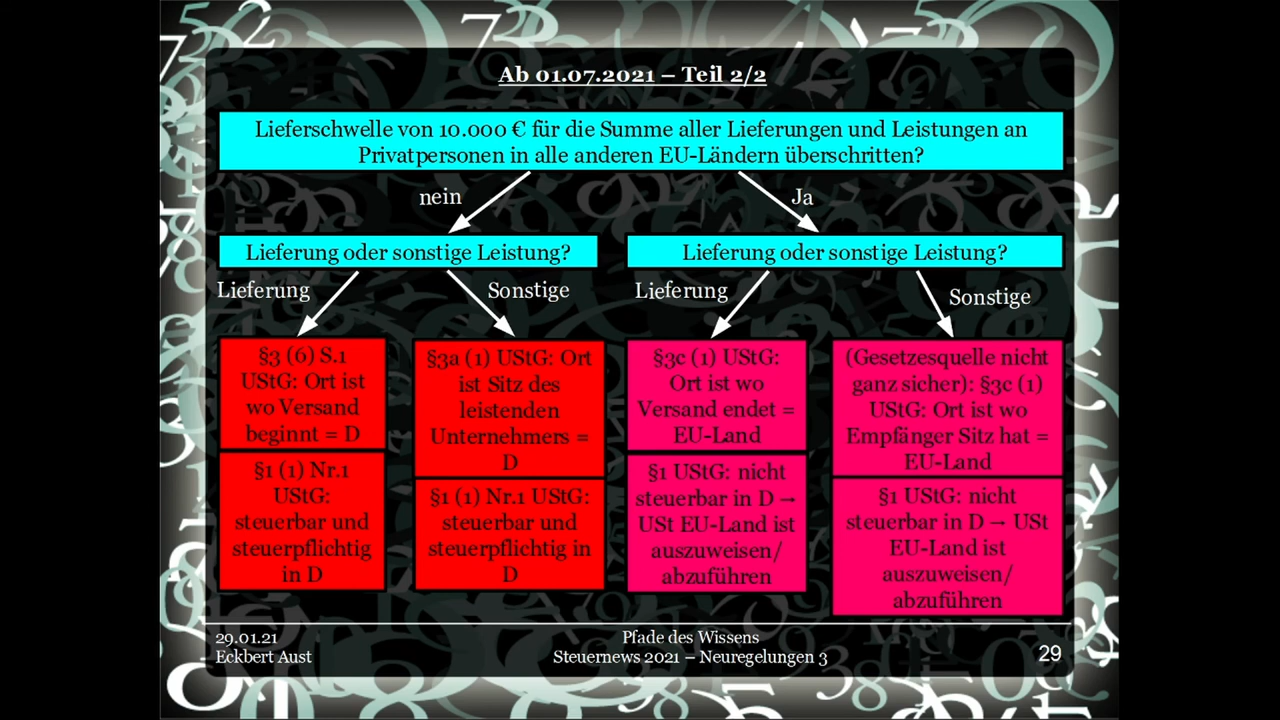 Ab 01.07.2021 – Teil 2/2
Lieferschwelle von 10.000 € für die Summe aller Lieferungen und Leistungen an
Privatpersonen in alle anderen EU-Ländern überschritten?
nein
Ja
Lieferung oder sonstige Leistung?
Lieferung oder sonstige Leistung?
Lieferung
Sonstige
Lieferung
Sonstige
§3 (6) S.1
UStG: Ort ist
wo Versand
beginnt = D
§1 (1) Nr.1
UStG:
steuerbar und
steuerpflichtig
in D
§3a (1) UStG: Ort
ist Sitz des
leistenden
Unternehmers =
D
§1 (1) Nr.1 UStG:
steuerbar und
steuerpflichtig in
D
§3c (1) UStG:
Ort ist wo
Versand endet =
EU-Land
§1 UStG: nicht
steuerbar in D →
USt EU-Land ist
auszuweisen/
abzuführen
(Gesetzesquelle nicht
ganz sicher): §3c (1)
UStG: Ort ist wo
Empfänger Sitz hat =
EU-Land
§1 UStG: nicht
steuerbar in D → USt
EU-Land ist
auszuweisen/
abzuführen
29.01.21
Eckbert Aust
Pfade des Wissens
Steuernews 2021 – Neuregelungen 3
29